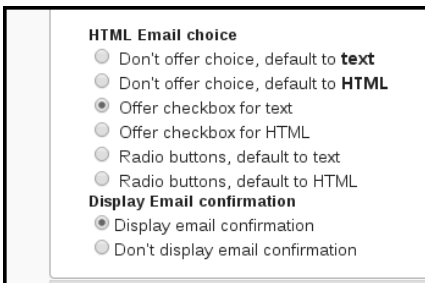 HTML Email choice
Don't offer choice, default to text
Don't offer choice, default to HTML
Offer checkbox for text
Offer checkbox for HTML
Radio buttons, default to text
Radio buttons, default to HTML
Display Email confirmation
Display email confirmation
Don't display email confirmation